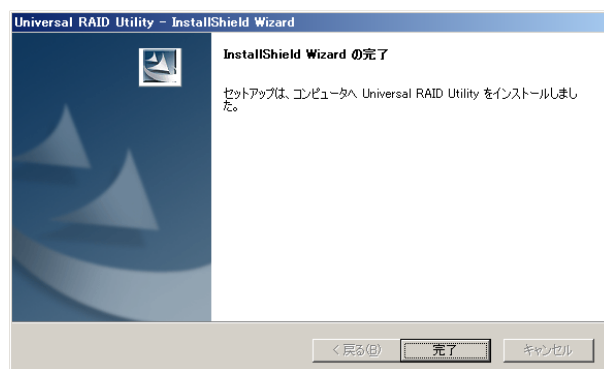 Universal RAID Utility - InstallShield Wizard
InstallShield Wizard の完了
セットアップは、コンピュータへ Universal RAID Utility をインストールしまし
た。
< 戻る(B)
完了
キャンセル